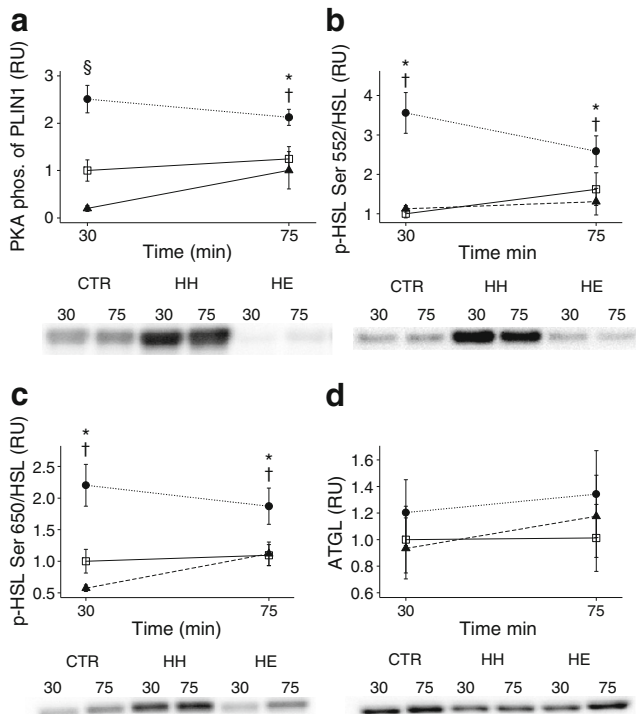 a
PKA phos. of PLIN1 (RU)
3
2
1
0
§
*
†
30
75
Time (min)
CTR HH HE
30 75 30 75 30 75
b
p-HSL Ser 552/HSL (RU)
4
3
2
1
*
†
*
†
30
75
Time min
CTR HH HE
30 75 30 75 30 75
c
p-HSL Ser 650/HSL (RU)
2.5
2.0
1.5
1.0
0.5
*
†
*
†
30
75
Time (min)
CTR HH HE
30 75 30 75 30 75
d
ATGL (RU)
1.6
1.4
1.2
1.0
0.8
0.6
30
75
Time min
CTR HH HE
30 75 30 75 30 75